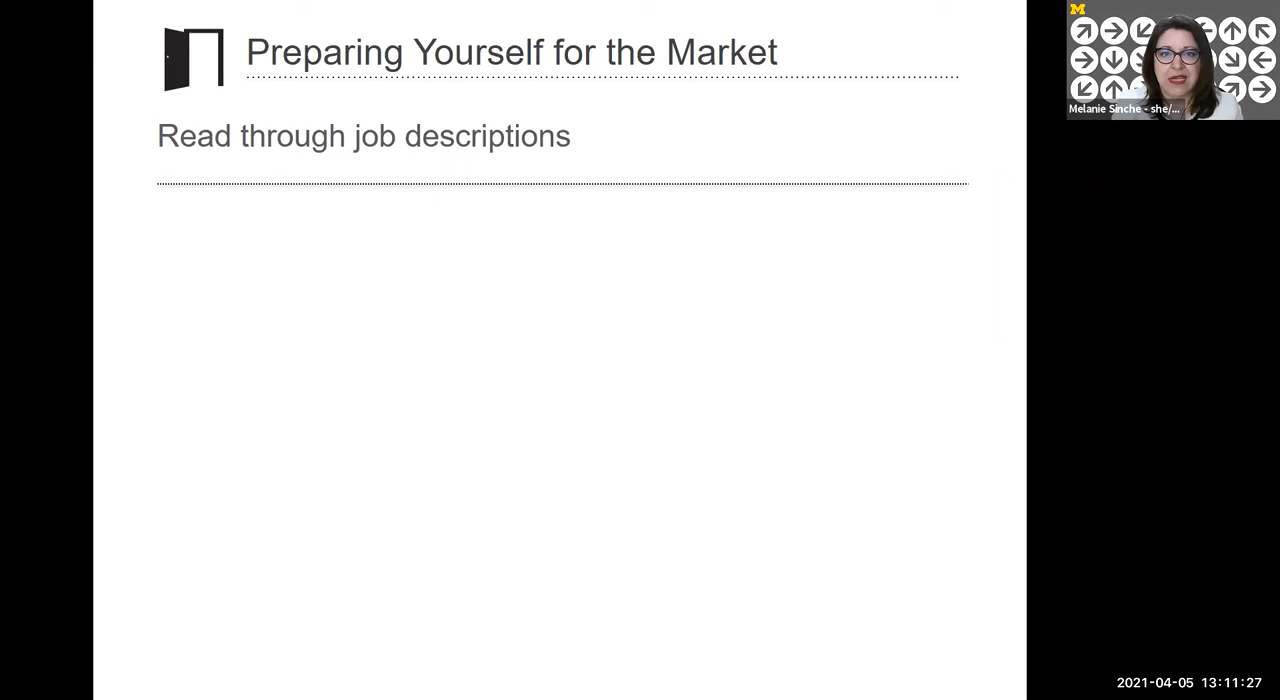 Preparing Yourself for the Market
M
Melanie Sinche - she/...
Read through job descriptions
2021-04-05 13:11:27